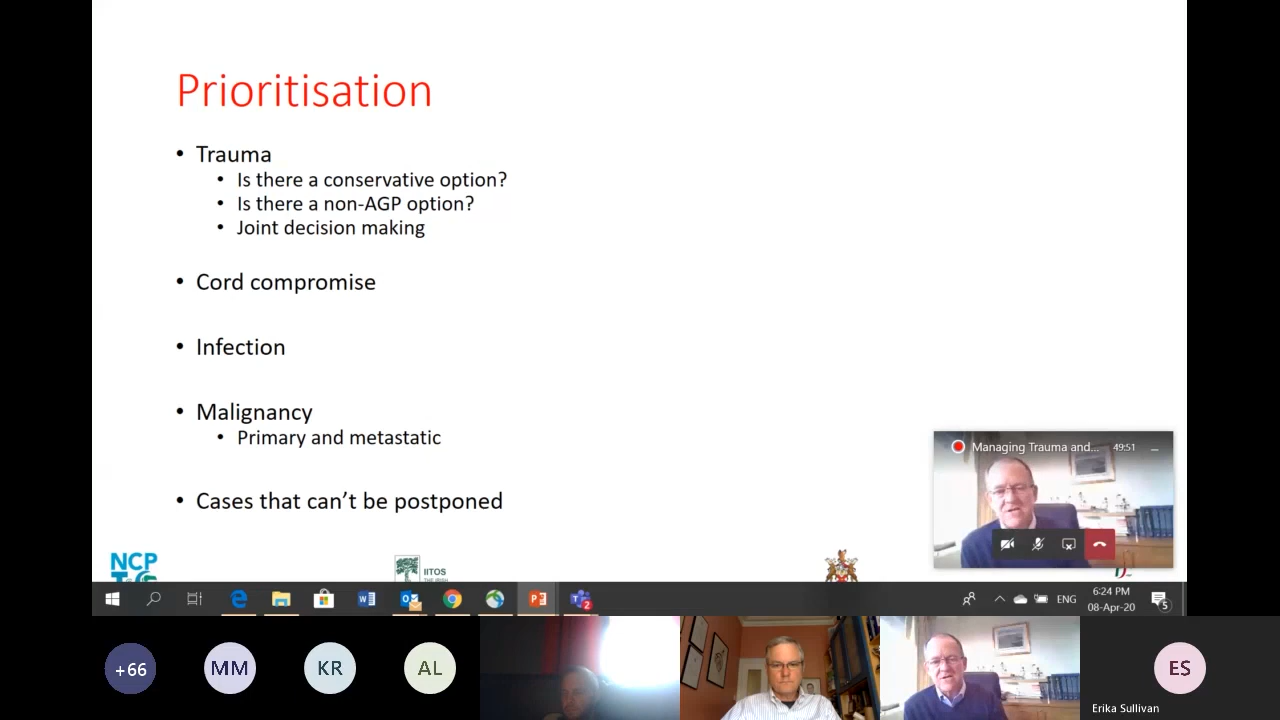 Prioritisation
• Trauma
• Is there a conservative option?
• Is there a non-AGP option?
• Joint decision making
• Cord compromise
• Infection
• Malignancy
• Primary and metastatic
• Cases that can’t be postponed
Managing Trauma and... 49:51
NCP
IITOS
ENG
6:24 PM
08-Apr-20
5
2
+66
MM
KR
AL
ES
Erika Sullivan